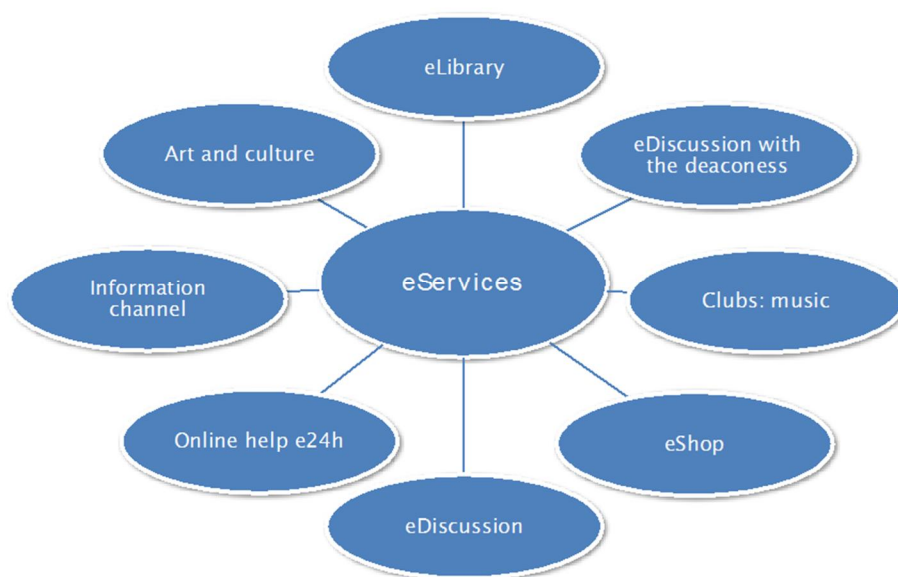 eLibrary
Art and culture
eDiscussion with
the deaconess
eServices
Information
channel
Clubs: music
Online help e24h
eShop
eDiscussion